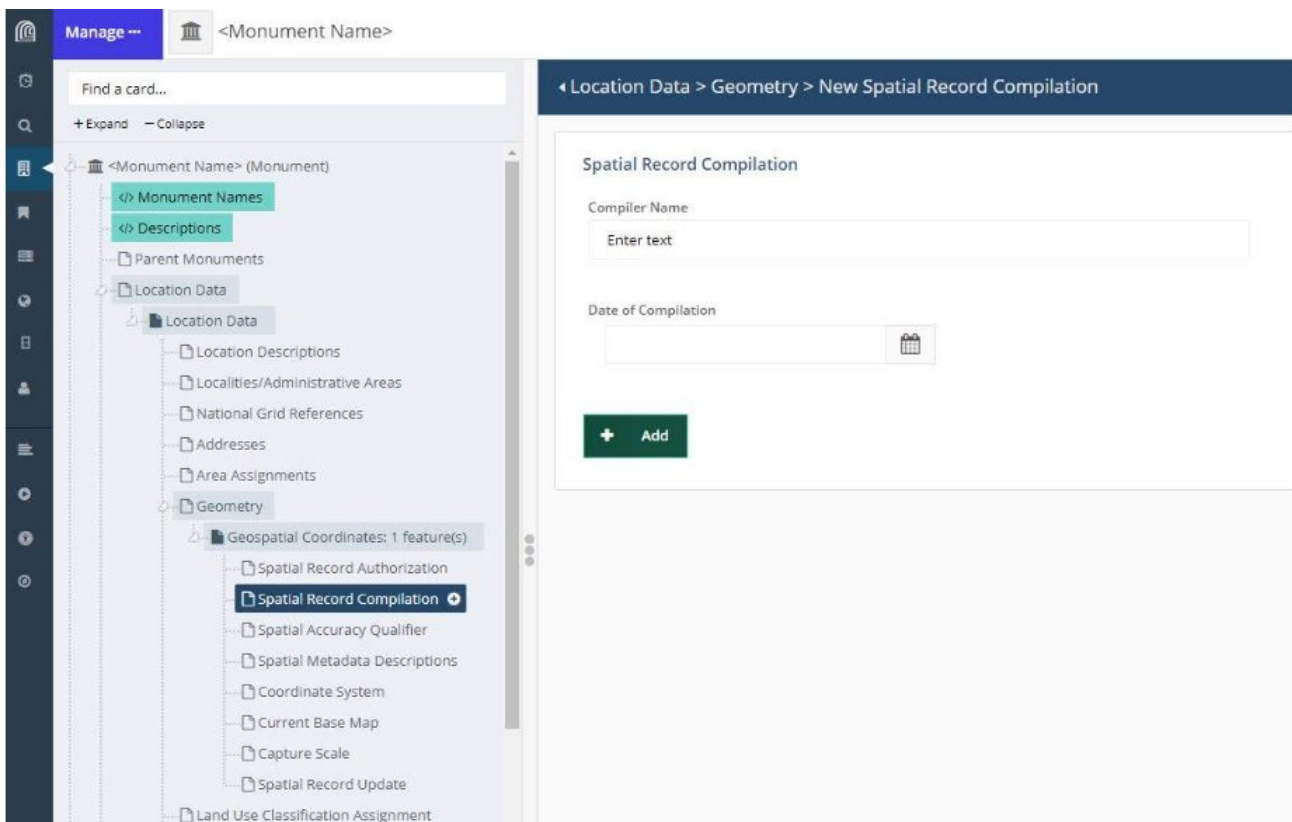 Manage ···
<Monument Name>
Find a card...
+Expand −Collapse
<Monument Name> (Monument)
</> Monument Names
</> Descriptions
Parent Monuments
Location Data
Location Data
Location Descriptions
Localities/Administrative Areas
National Grid References
Addresses
Area Assignments
Geometry
Geospatial Coordinates: 1 feature(s)
Spatial Record Authorization
Spatial Record Compilation
Spatial Accuracy Qualifier
Spatial Metadata Descriptions
Coordinate System
Current Base Map
Capture Scale
Spatial Record Update
Land Use Classification Assignment
Location Data > Geometry > New Spatial Record Compilation
Spatial Record Compilation
Compiler Name
Enter text
Date of Compilation
+ Add